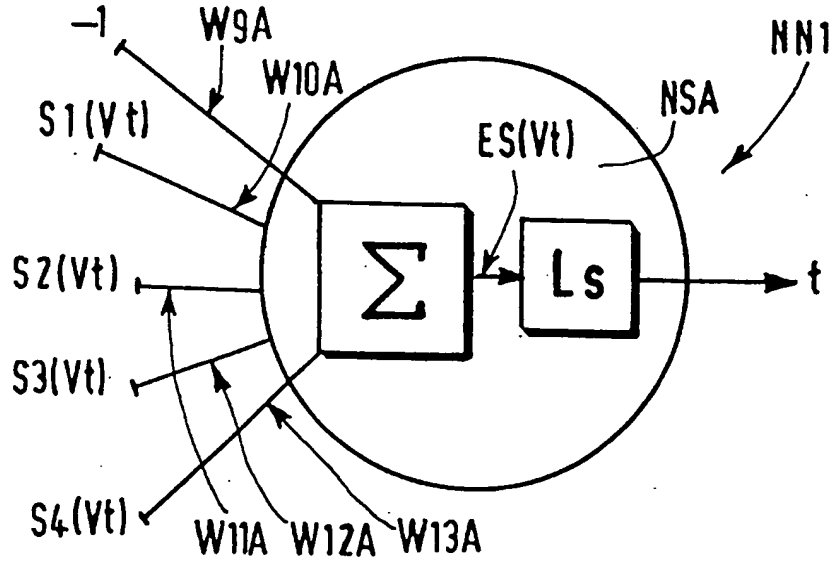 -1
W9A
W10A
NN1
S1(Vt)
NSA
ES(Vt)
Σ
Ls
t
S2(Vt)
S3(Vt)
S4(Vt)
W11A
W12A
W13A